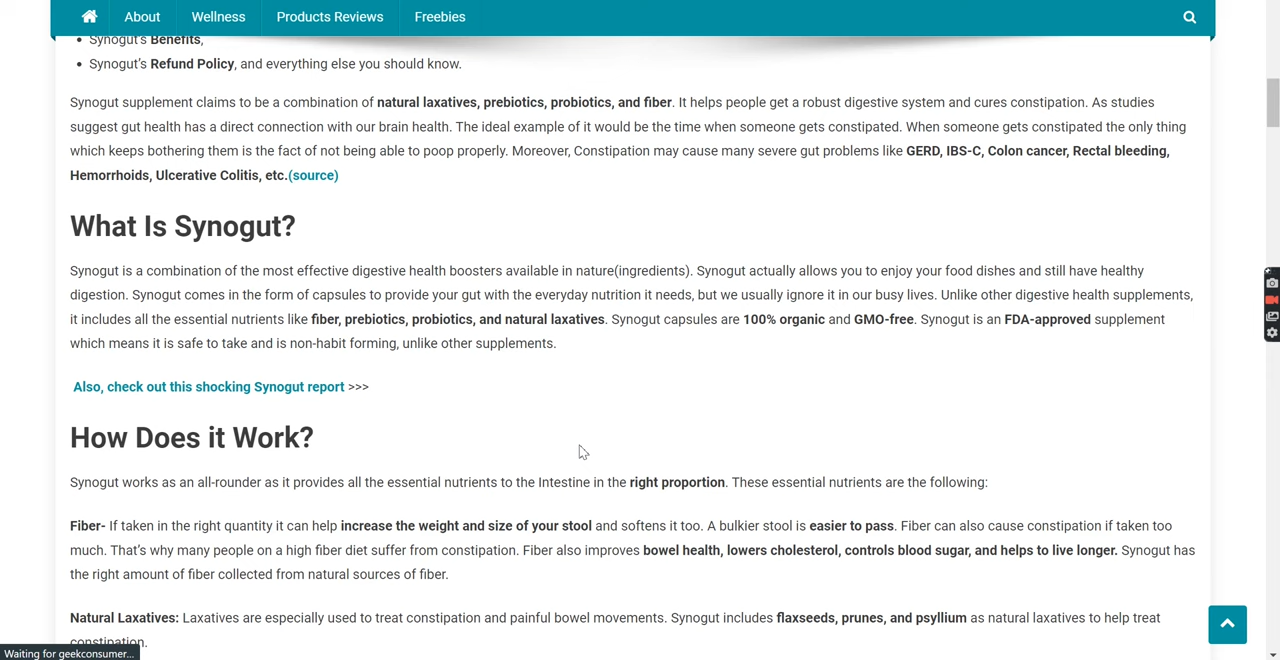 About Wellness Products Reviews Freebies
• Synogut's Benefits,
• Synogut's Refund Policy, and everything else you should know.
Synogut supplement claims to be a combination of natural laxatives, prebiotics, probiotics, and fiber. It helps people get a robust digestive system and cures constipation. As studies
suggest gut health has a direct connection with our brain health. The ideal example of it would be the time when someone gets constipated. When someone gets constipated the only thing
which keeps bothering them is the fact of not being able to poop properly. Moreover, Constipation may cause many severe gut problems like GERD, IBS-C, Colon cancer, Rectal bleeding,
Hemorrhoids, Ulcerative Colitis, etc.(source)
What Is Synogut?
Synogut is a combination of the most effective digestive health boosters available in nature(ingredients). Synogut actually allows you to enjoy your food dishes and still have healthy
digestion. Synogut comes in the form of capsules to provide your gut with the everyday nutrition it needs, but we usually ignore it in our busy lives. Unlike other digestive health supplements,
it includes all the essential nutrients like fiber, prebiotics, probiotics, and natural laxatives. Synogut capsules are 100% organic and GMO-free. Synogut is an FDA-approved supplement
which means it is safe to take and is non-habit forming, unlike other supplements.
Also, check out this shocking Synogut report >>>
How Does it Work?
Synogut works as an all-rounder as it provides all the essential nutrients to the Intestine in the right proportion. These essential nutrients are the following:
Fiber- If taken in the right quantity it can help increase the weight and size of your stool and softens it too. A bulkier stool is easier to pass. Fiber can also cause constipation if taken too
much. That's why many people on a high fiber diet suffer from constipation. Fiber also improves bowel health, lowers cholesterol, controls blood sugar, and helps to live longer. Synogut has
the right amount of fiber collected from natural sources of fiber.
Natural Laxatives: Laxatives are especially used to treat constipation and painful bowel movements. Synogut includes flaxseeds, prunes, and psyllium as natural laxatives to help treat
constipation.
Waiting for geekconsumer...